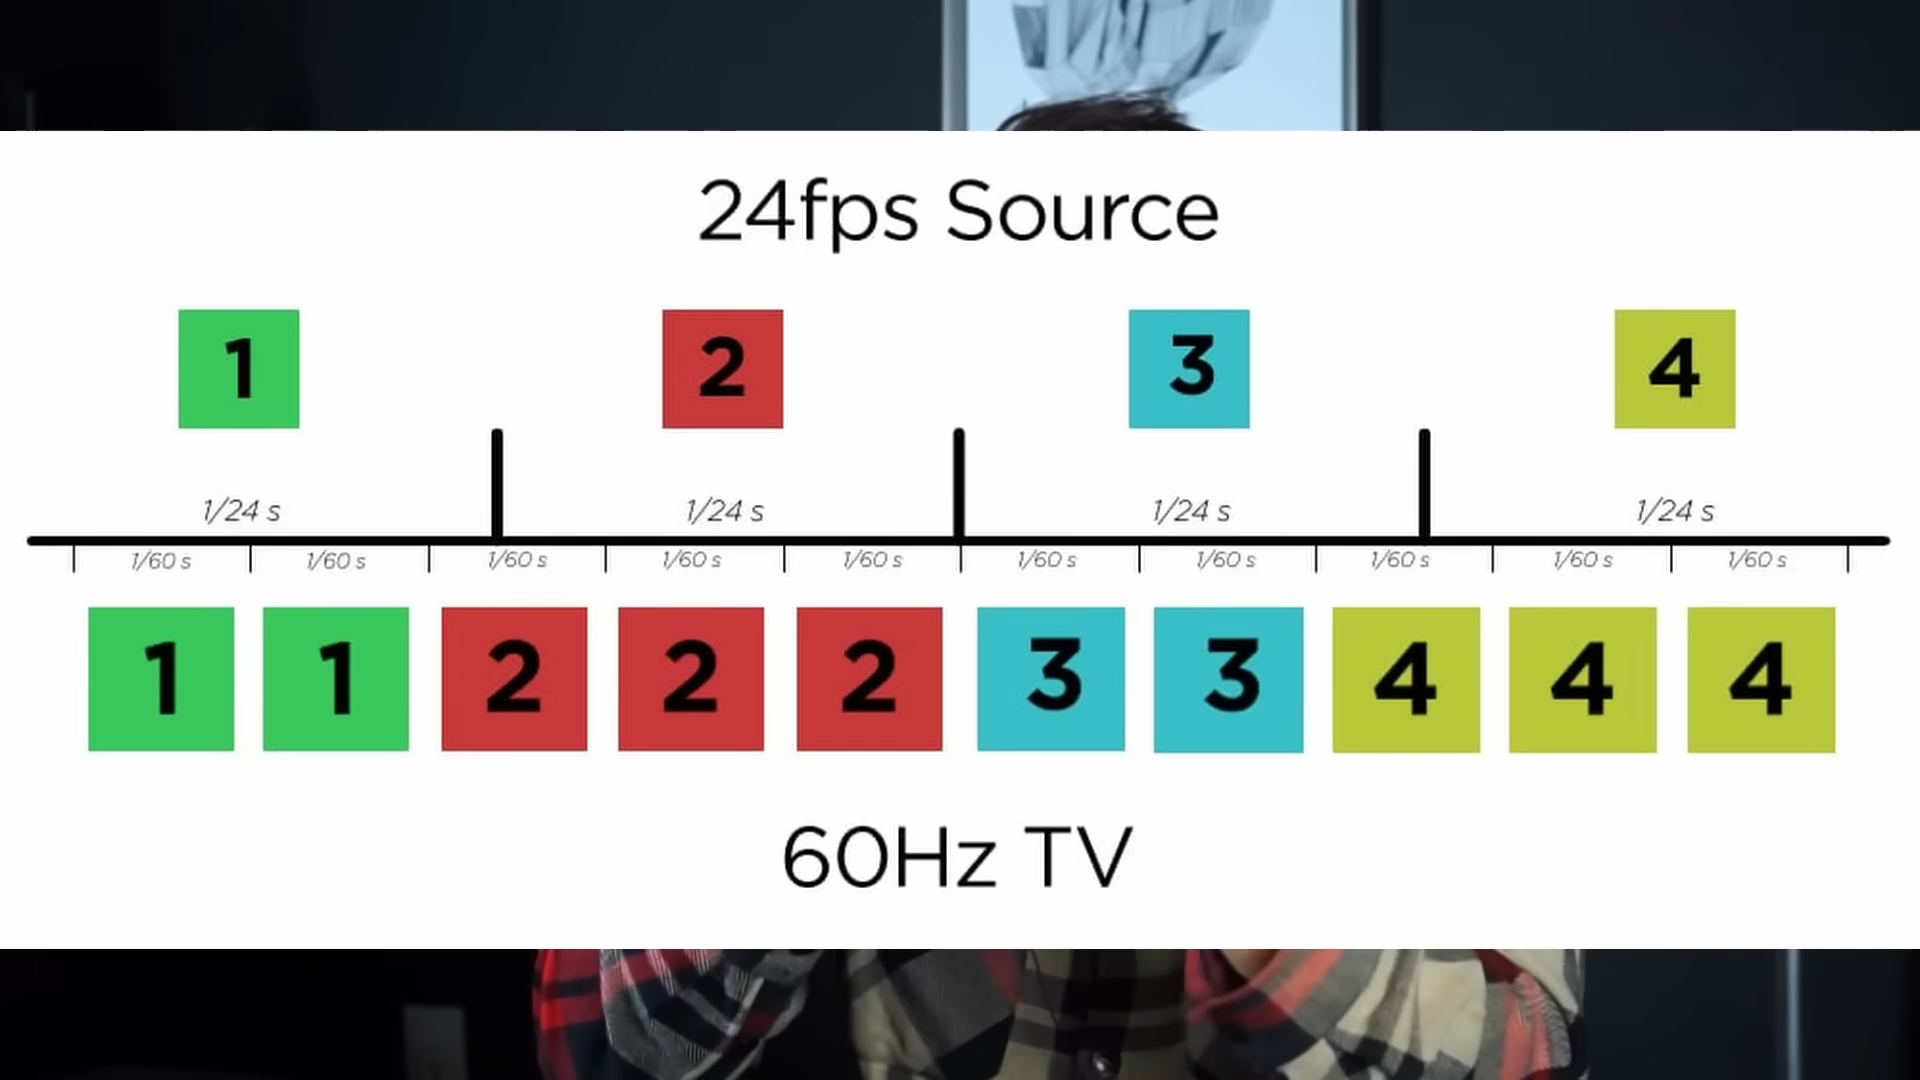 24fps Source
1 2 3 4
1/24 s 1/24 s 1/24 s 1/24 s
1/60 s 1/60 s 1/60 s 1/60 s 1/60 s 1/60 s 1/60 s 1/60 s 1/60 s 1/60 s
1 1 2 2 2 3 3 4 4 4
60Hz TV